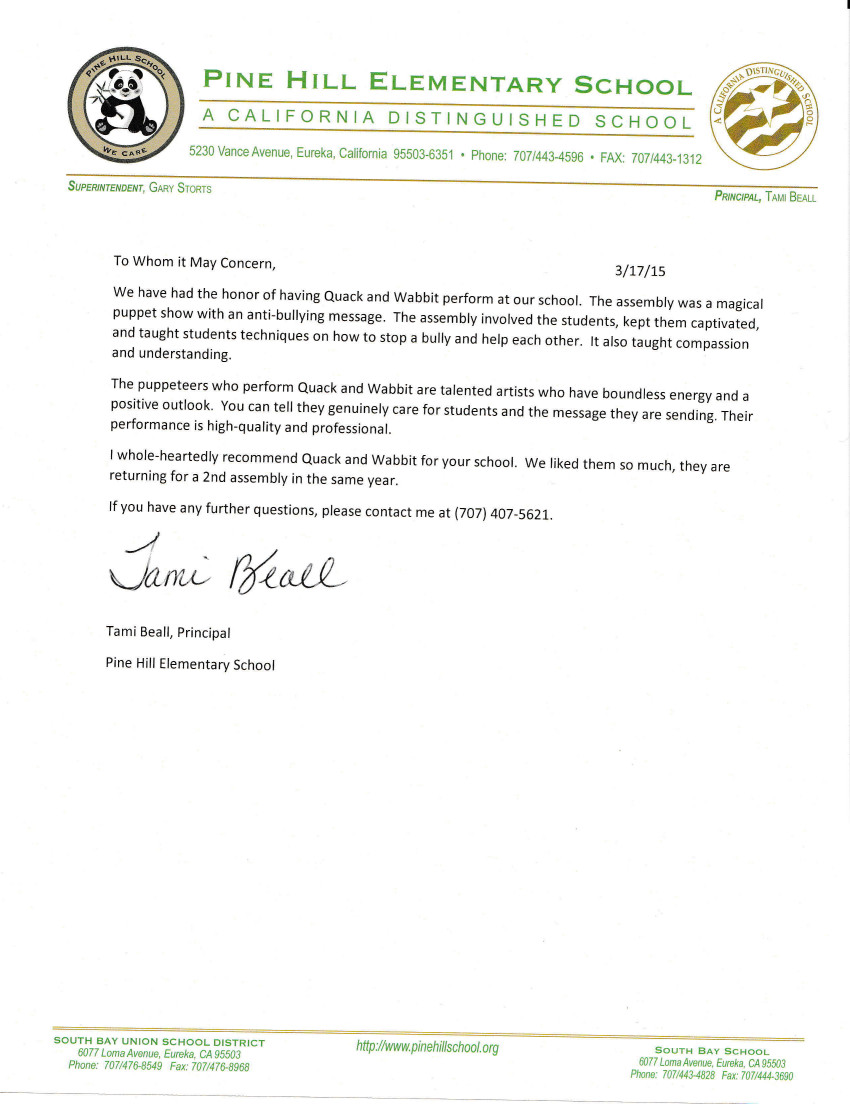 PINE HILL SCHOOL
WE CARE
PINE HILL ELEMENTARY SCHOOL
A CALIFORNIA DISTINGUISHED SCHOOL
A CALIFORNIA DISTINGUISHED SCHOOL
5230 Vance Avenue, Eureka, California 95503-6351 • Phone: 707/443-4596 • FAX: 707/443-1312
SUPERINTENDENT, GARY STORTS
PRINCIPAL, TAMI BEALL
To Whom it May Concern,
3/17/15
We have had the honor of having Quack and Wabbit perform at our school. The assembly was a magical
puppet show with an anti-bullying message. The assembly involved the students, kept them captivated,
and taught students techniques on how to stop a bully and help each other. It also taught compassion
and understanding.
The puppeteers who perform Quack and Wabbit are talented artists who have boundless energy and a
positive outlook. You can tell they genuinely care for students and the message they are sending. Their
performance is high-quality and professional.
I whole-heartedly recommend Quack and Wabbit for your school. We liked them so much, they are
returning for a 2nd assembly in the same year.
If you have any further questions, please contact me at (707) 407-5621.
Tami Beall
Tami Beall, Principal
Pine Hill Elementary School
SOUTH BAY UNION SCHOOL DISTRICT
6077 Loma Avenue, Eureka, CA 95503
Phone: 707/476-8549 Fax: 707/476-8968
http://www.pinehillschool.org
SOUTH BAY SCHOOL
6077 Loma Avenue, Eureka, CA 95503
Phone: 707/443-4828 Fax: 707/444-3690